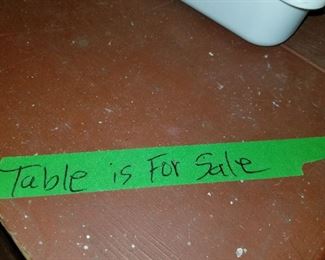 Table is For Sale